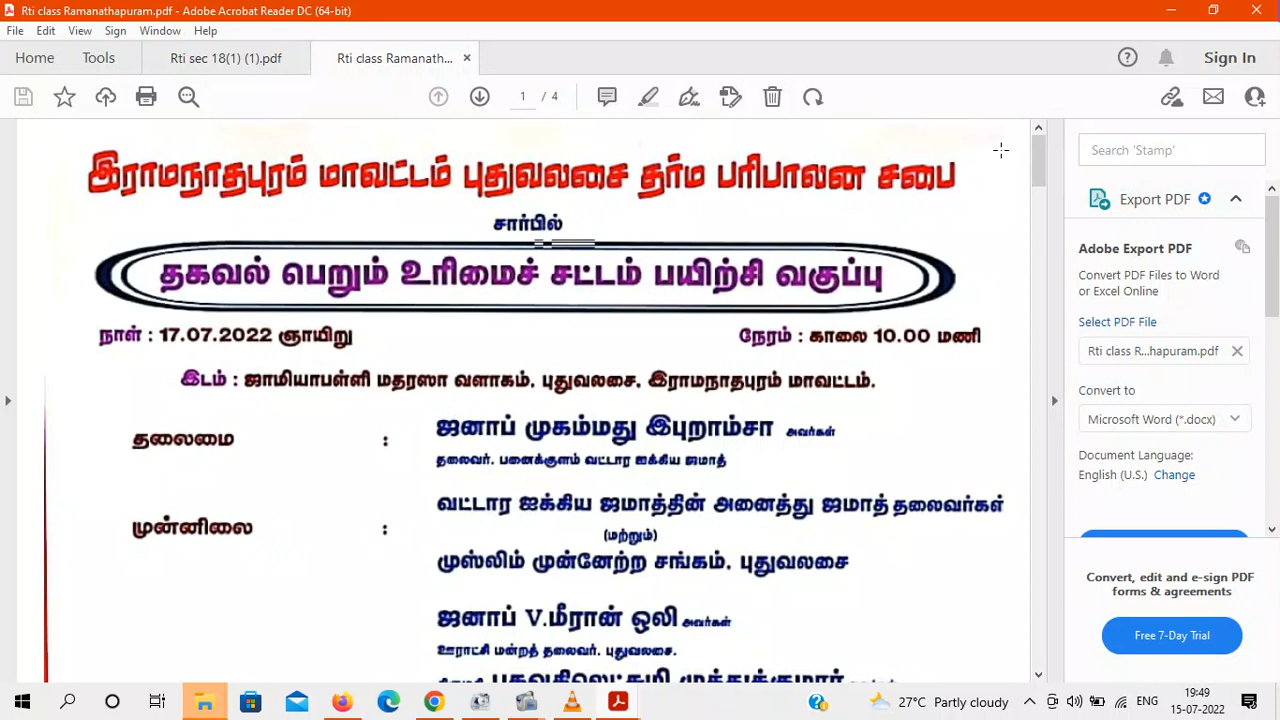 Rti class Ramanathapuram.pdf - Adobe Acrobat Reader DC (64-bit)
File Edit View Sign Window Help
Home Tools Rti sec 18(1) (1).pdf Rti class Ramanath... × Sign In
1 / 4
Search 'Stamp'
இராமநாதபுரம் மாவட்டம் புதுவலசை தர்ம பரிபாலன சபை
சார்பில்
தகவல் பெறும் உரிமைச் சட்டம் பயிற்சி வகுப்பு
நாள் : 17.07.2022 ஞாயிறு நேரம் : காலை 10.00 மணி
இடம் : ஜாமியாபள்ளி மதரஸா வளாகம், புதுவலசை, இராமநாதபுரம் மாவட்டம்.
தலைமை : ஜனாப் முகம்மது இபுறாம்சா அவர்கள்
தலைவர், பனைக்குளம் வட்டார ஐக்கிய ஜமாத்
முன்னிலை : வட்டார ஐக்கிய ஜமாத்தின் அனைத்து ஜமாத் தலைவர்கள்
(மற்றும்)
முஸ்லிம் முன்னேற்ற சங்கம், புதுவலசை
ஜனாப் V.மீரான் ஒலி அவர்கள்
ஊராட்சி மன்றத் தலைவர், புதுவலசை.
Export PDF
Adobe Export PDF
Convert PDF Files to Word
or Excel Online
Select PDF File
Rti class R...hapuram.pdf
Convert to
Microsoft Word (*.docx)
Document Language:
English (U.S.) Change
Convert, edit and e-sign PDF
forms & agreements
Free 7-Day Trial
27°C Partly cloudy ENG 19:49
15-07-2022